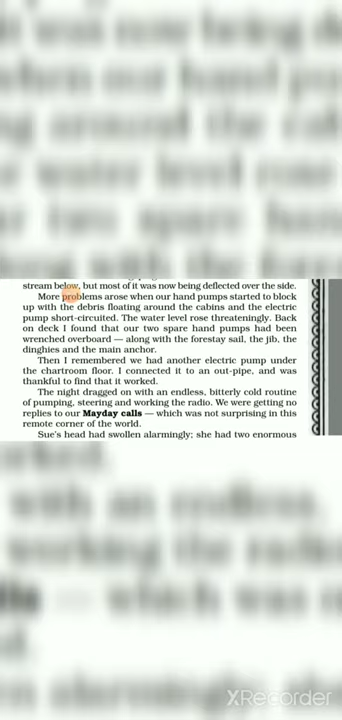 stream below, but most of it was now being deflected over the side.
More problems arose when our hand pumps started to block
up with the debris floating around the cabins and the electric
pump short-circuited. The water level rose threateningly. Back
on deck I found that our two spare hand pumps had been
wrenched overboard — along with the forestay sail, the jib, the
dinghies and the main anchor.
Then I remembered we had another electric pump under
the chartroom floor. I connected it to an out-pipe, and was
thankful to find that it worked.
The night dragged on with an endless, bitterly cold routine
of pumping, steering and working the radio. We were getting no
replies to our Mayday calls — which was not surprising in this
remote corner of the world.
Sue's head had swollen alarmingly; she had two enormous
XRecorder